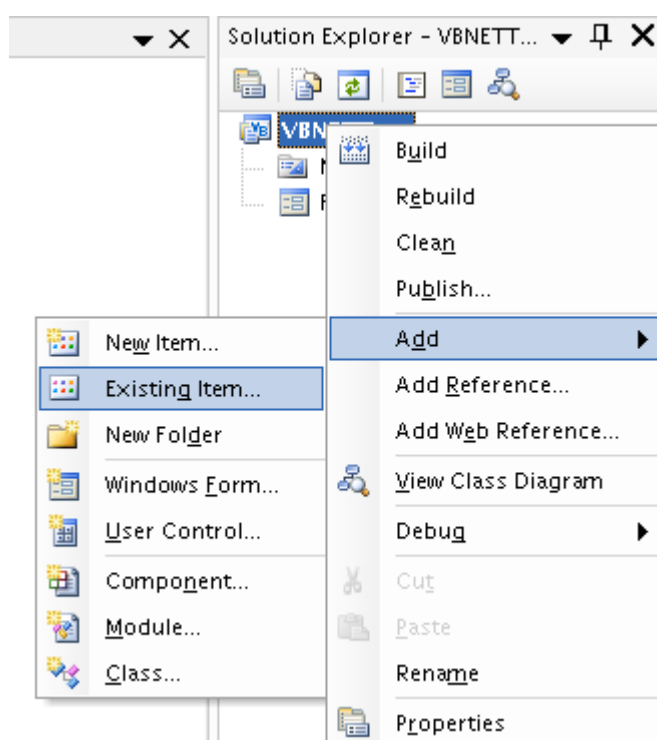 Solution Explorer - VBNETT...
Build
Rebuild
Clean
Publish...
Add
Add Reference...
Add Web Reference...
View Class Diagram
Debug
Cut
Paste
Rename
Properties
New Item...
Existing Item...
New Folder
Windows Form...
User Control...
Component...
Module...
Class...